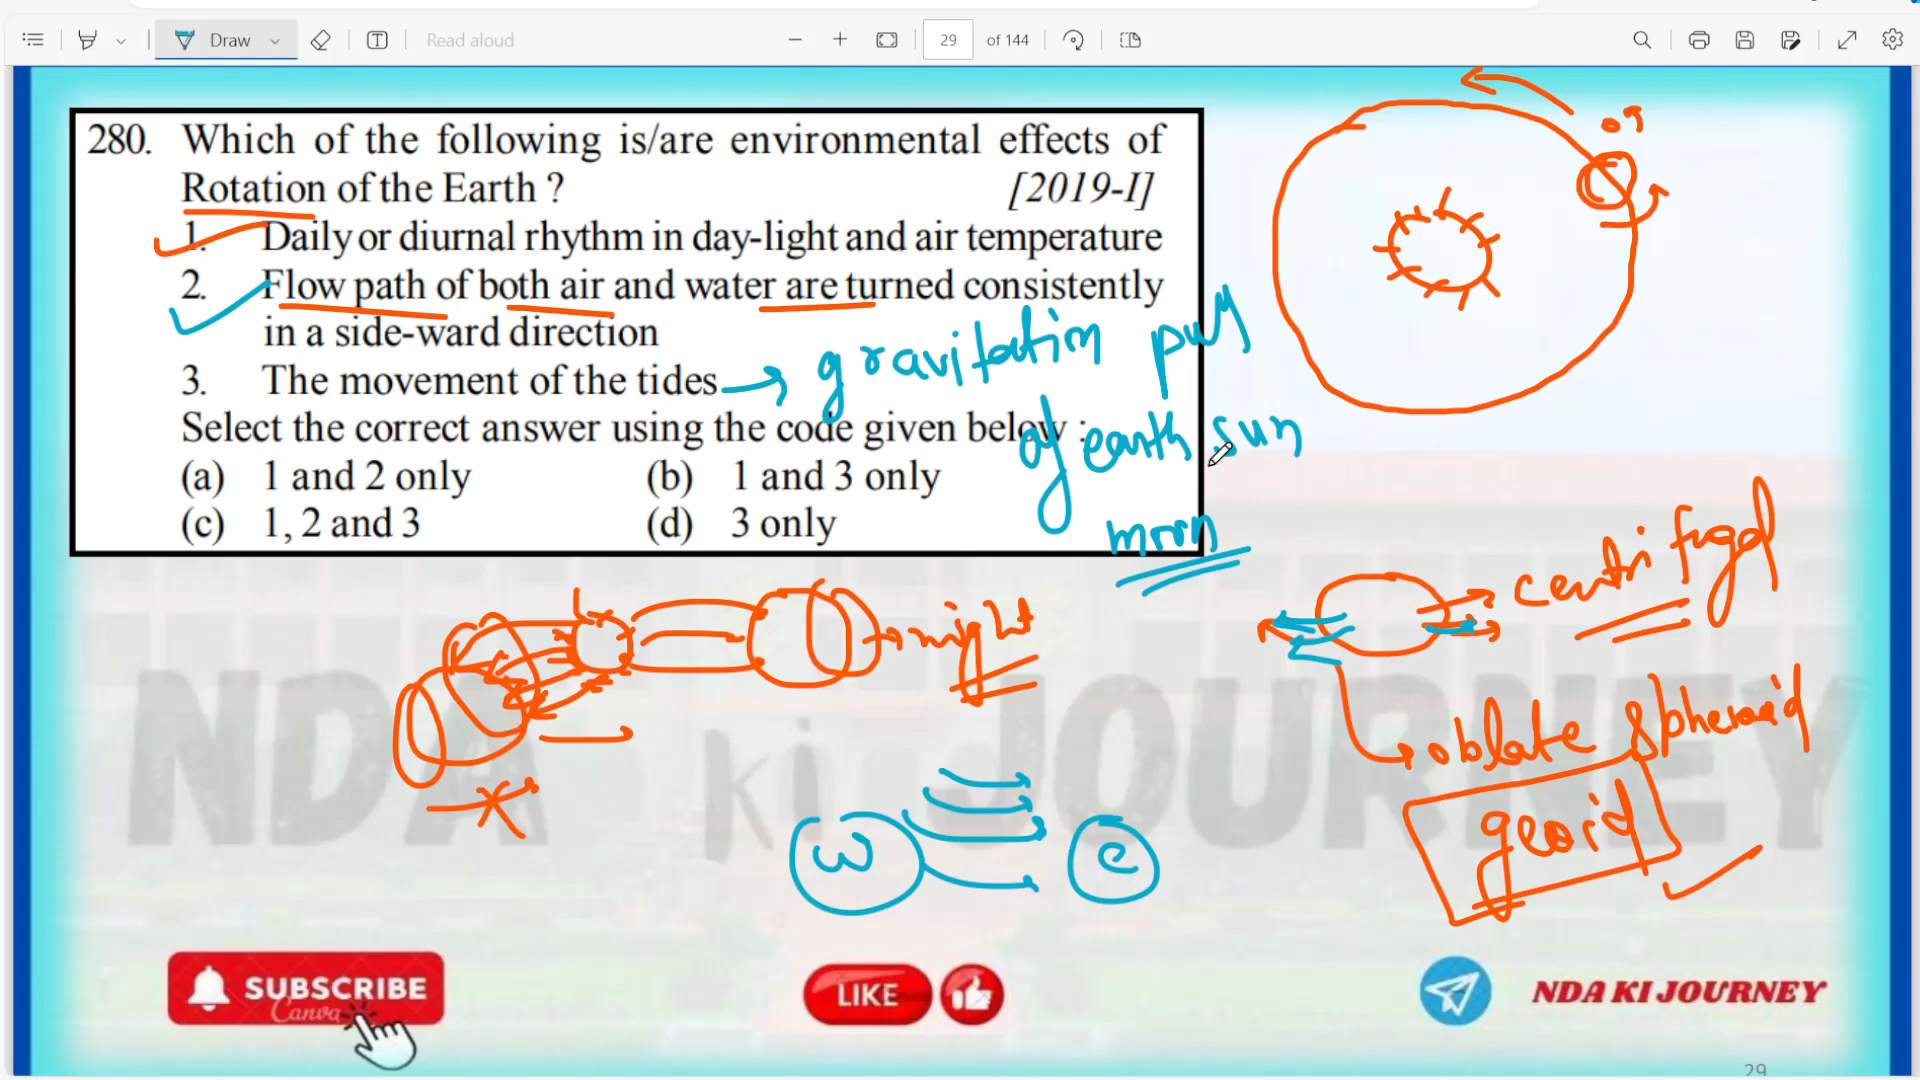 Draw
Read aloud
29
of 144
280. Which of the following is/are environmental effects of
Rotation of the Earth ? [2019-I]
1. Daily or diurnal rhythm in day-light and air temperature
2. Flow path of both air and water are turned consistently
in a side-ward direction
3. The movement of the tides
Select the correct answer using the code given below :
(a) 1 and 2 only (b) 1 and 3 only
(c) 1, 2 and 3 (d) 3 only
gravitation pull
of earth sun
moon
centrifugal
night
oblate spheroid
geoid
w e
NDA ki JOURNEY
SUBSCRIBE
Canva
LIKE
NDA KI JOURNEY
29